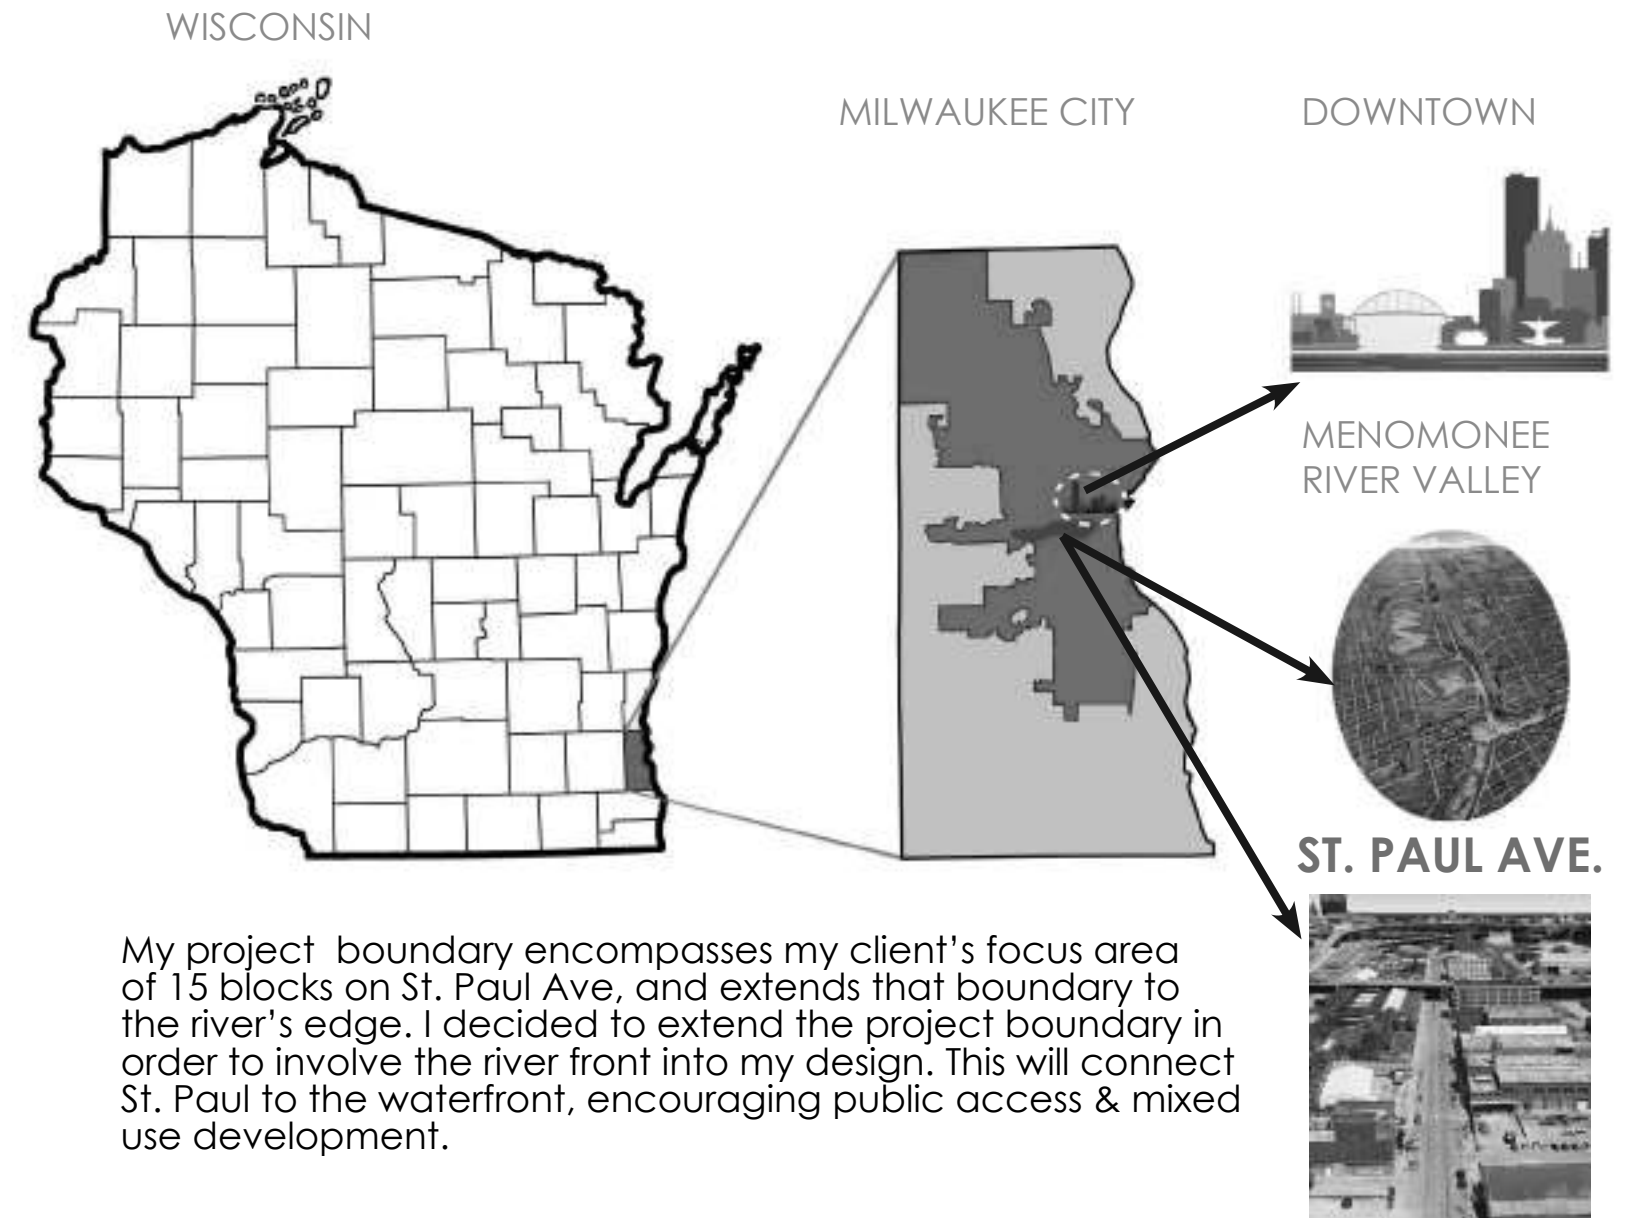 WISCONSIN
MILWAUKEE CITY
DOWNTOWN
MENOMONEE
RIVER VALLEY
ST. PAUL AVE.
My project  boundary encompasses my client’s focus area
of 15 blocks on St. Paul Ave, and extends that boundary to
the river’s edge. I decided to extend the project boundary in
order to involve the river front into my design. This will connect
St. Paul to the waterfront, encouraging public access & mixed
use development.